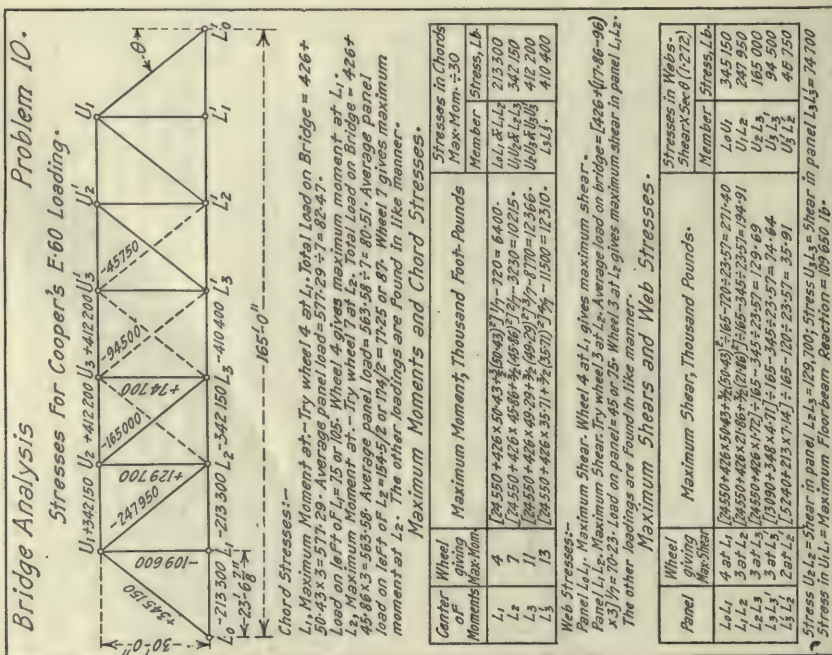 Bridge Analysis Problem 10.
Stresses For Cooper's E-60 Loading.
U₁ +342150 U₂ +412200 U₃ +412200 U₃' U₂' U₁
+345150 -109600 -247950 +129700 -165000 +74700 -94500 -45750 θ
-30'-0"-
L₀ -213300 L₁ -213300 L₂ -342150 L₃ -410400 L₃' L₂' L₁' L₀'
-23'-6⅞"-
-165'-0"-
Chord Stresses:-
L₁, Maximum Moment at.- Try wheel 4 at L₁. Total Load on Bridge = 426+
50.43×3=577.29. Average panel load=577.29÷7=82.47.
Load on left of L₁=75 or 105. Wheel 4 gives maximum moment at L₁.
L₂, Maximum Moment at.- Try wheel 7 at L₂. Total Load on Bridge = 426+
45.86×3=563.58. Average panel load=563.58÷7=80.51. Average panel
load on left of L₂=154.5/2 or 174/2=77.25 or 87. Wheel 7 gives maximum
moment at L₂. The other loadings are found in like manner.
Maximum Moments and Chord Stresses.
Center of Moments Wheel giving Max. Mom. Maximum Moment, Thousand Foot-Pounds Stresses in Chords Max. Mom. ÷30
Member Stress, Lb.
L₁ 4 [24550+426×50.43+3/2(50.43)²]1/7-720=6400. L₀L₁ & L₁L₂ 213300
L₂ 7 [24550+426×45.86+3/2(45.86)²]2/7-3230=10215. U₁U₂ & L₂L₃ 342150
L₃ 11 [24550+426×49.29+3/2(49.29)²]3/7-8770=12366. U₂U₃ & U₃U₃' 412200
L₃' 13 [24550+426×35.71+3/2(35.71)²]4/7-11500=12310. L₃L₃' 410400
Web Stresses:-
Panel L₀L₁. Maximum Shear. Wheel 4 at L₁ gives maximum shear.
Panel L₁L₂. Maximum Shear. Try wheel 3 at L₂. Average load on bridge = [426+(117.86-96)
×3]1/7=70.23. Load on panel=45 or 75. Wheel 3 at L₂ gives maximum shear in panel L₁L₂.
The other loadings are found in like manner.
Maximum Shears and Web Stresses.
Panel Wheel giving Max. Shear Maximum Shear, Thousand Pounds. Stresses in Webs. Shear×Sec θ (1.272)
Member Stress, Lb.
L₀L₁ 4 at L₁ [24550+426×50.43+3/2(50.43)²]÷165-720÷23.57=271.40 L₀U₁ 345150
L₁L₂ 3 at L₂ [24550+426×21.86+3/2(21.86)²]÷165-345÷23.57=194.91 U₁L₂ 247950
L₂L₃ 3 at L₃ [24550+426×1.72]÷165-345÷23.57=129.69 U₂L₃ 165000
L₃L₃' 3 at L₃' [13090+348×4.71]÷165-345÷23.57=74.64 U₃L₃' 94500
L₃'L₂' 2 at L₂' [5240+213×7.14]÷165-120÷23.57=35.91 U₃'L₂' 45750
Stress U₂L₂=Shear in panel L₂L₃=129,700; Stress U₃L₃=Shear in panel L₃L₃'=74700
Stress in U₁L₁=Maximum Floorbeam Reaction=109650 lb.